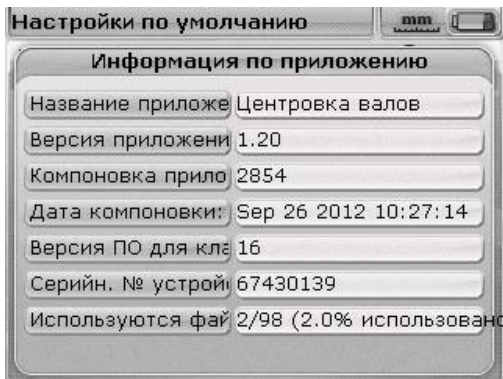 Настройки по умолчанию mm
Информация по приложению
Название приложе Центровка валов
Версия приложени 1.20
Компоновка прило 2854
Дата компоновки: Sep 26 2012 10:27:14
Версия ПО для кла 16
Серийн. № устрой 67430139
Используются фай 2/98 (2.0% использовано